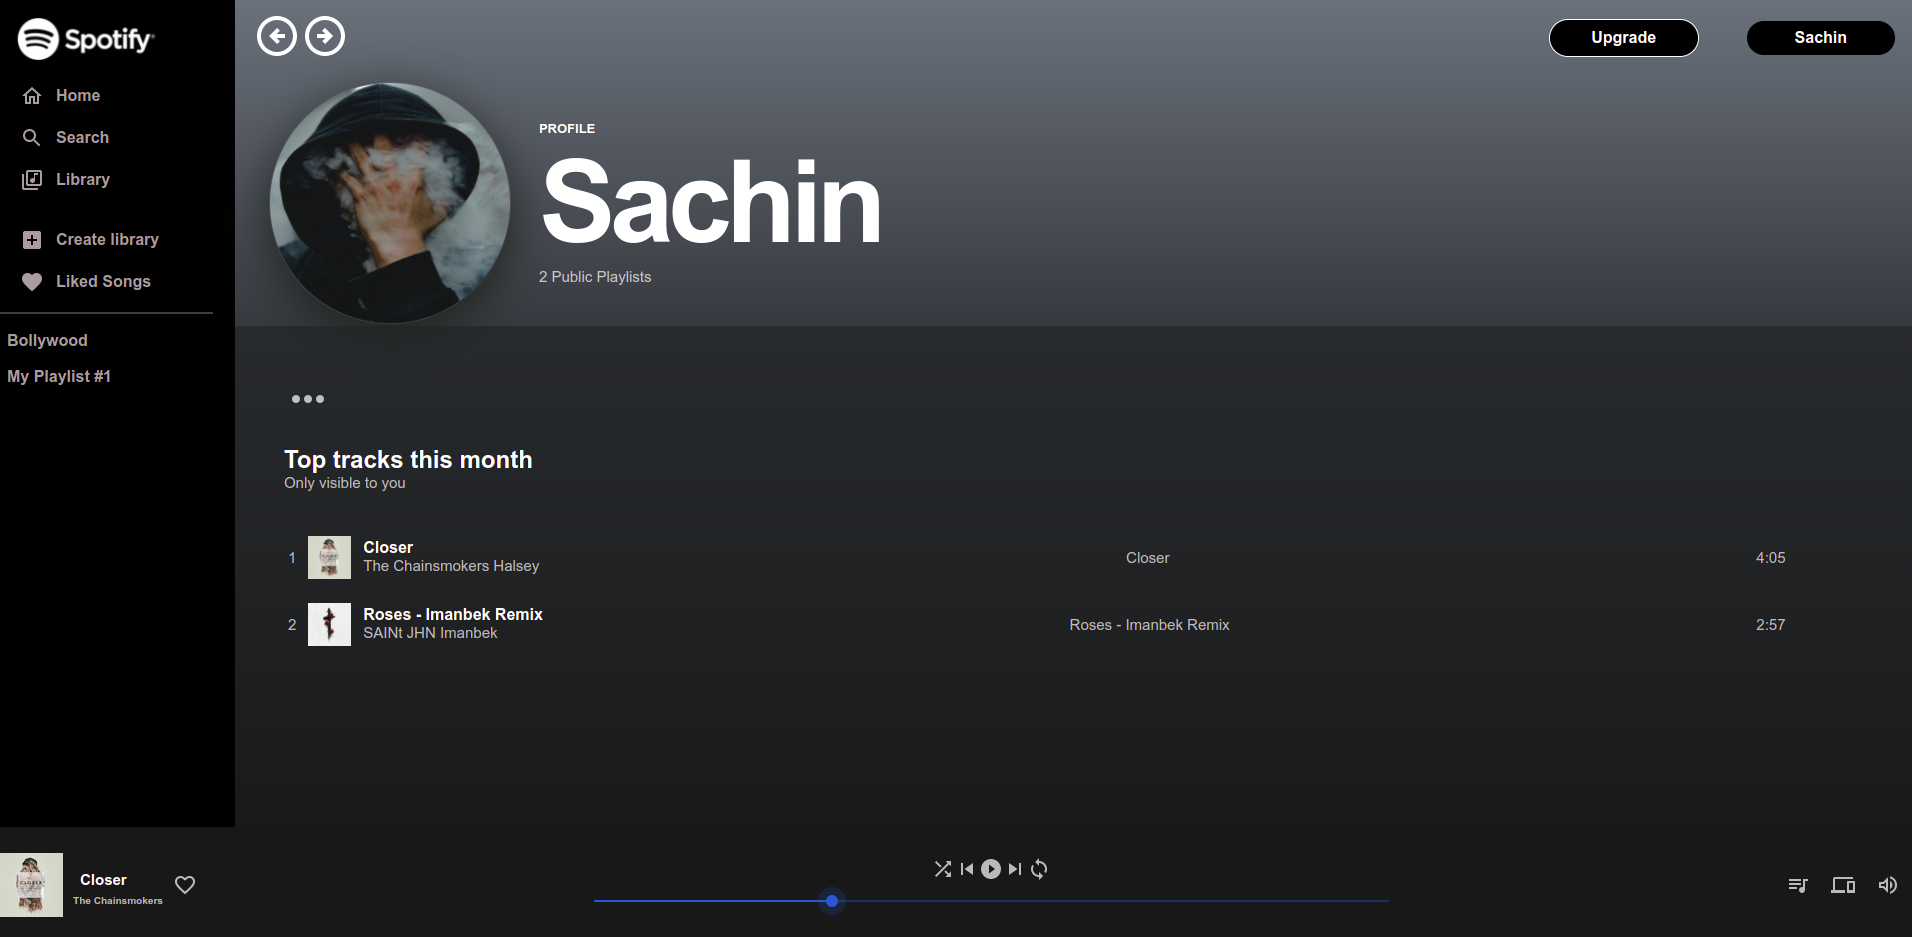 Spotify
Home
Search
Library
Create library
Liked Songs
Bollywood
My Playlist #1
Upgrade
Sachin
PROFILE
Sachin
2 Public Playlists
Top tracks this month
Only visible to you
1 Closer Closer 4:05
The Chainsmokers Halsey
2 Roses - Imanbek Remix Roses - Imanbek Remix 2:57
SAINt JHN Imanbek
CLOSER
Closer
The Chainsmokers